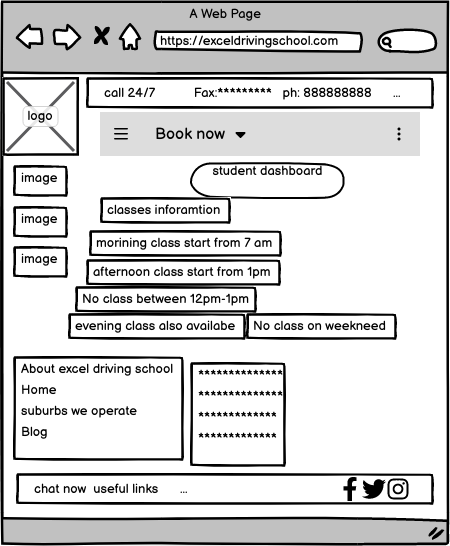 A Web Page
https://exceldrivingschool.com
call 24/7 Fax:********* ph: 888888888 ...
logo
Book now
image
student dashboard
classes inforamtion
image
morining class start from 7 am
image
afternoon class start from 1pm
No class between 12pm-1pm
evening class also availabe No class on weekneed
About excel driving school
Home
suburbs we operate
Blog
**************
**************
*************
*************
chat now useful links ...